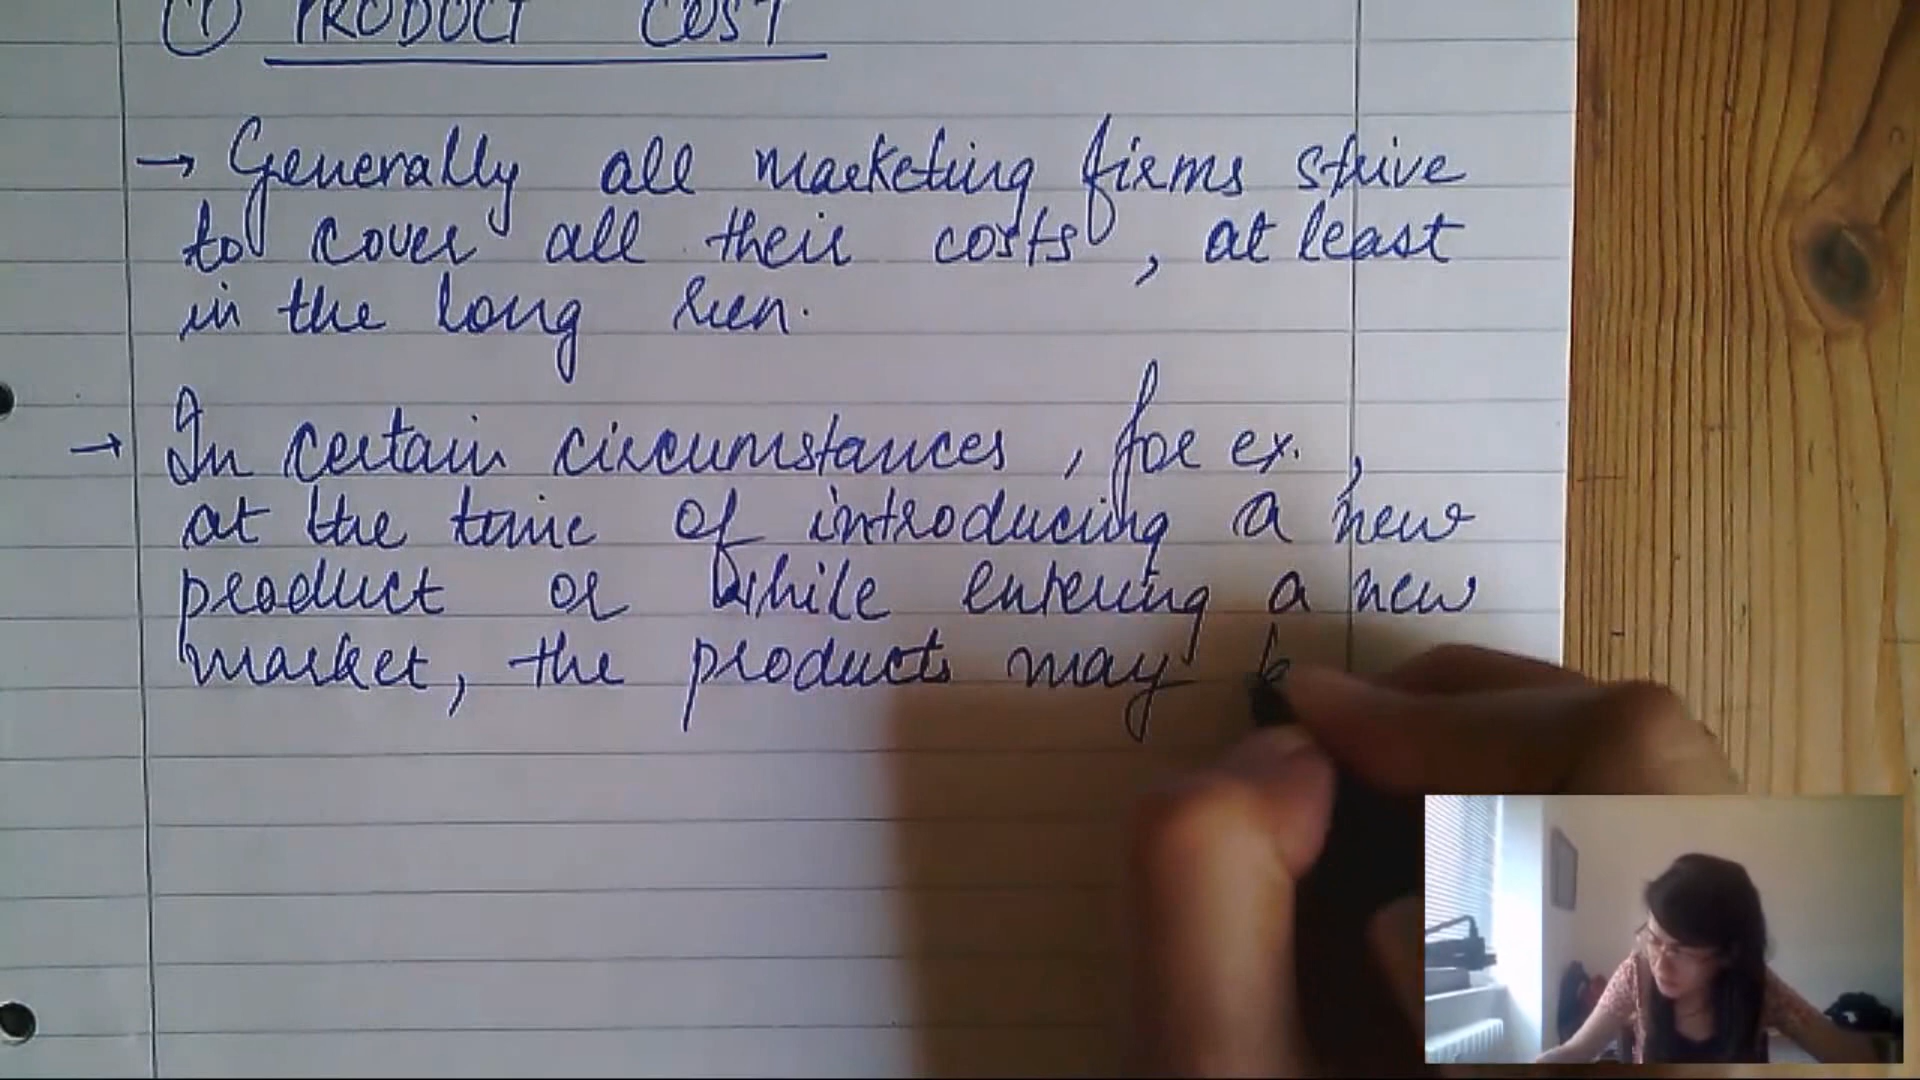 ① PRODUCT COST
→ Generally all marketing firms strive
to cover all their costs, at least
in the long run.
→ In certain circumstances, for ex.,
at the time of introducing a new
product or while entering a new
market, the products may b